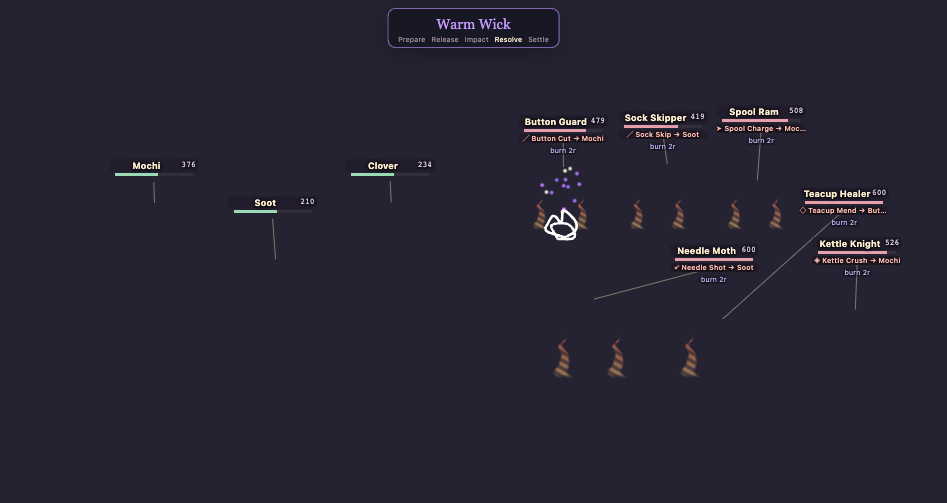 Warm Wick
Prepare Release Impact Resolve Settle
Button Guard 479
Button Cut → Mochi
burn 2r
Sock Skipper 419
Sock Skip → Soot
burn 2r
Spool Ram 508
Spool Charge → Moc...
burn 2r
Mochi 376
Clover 234
Soot 210
Teacup Healer 600
Teacup Mend → But...
burn 2r
Needle Moth 600
Needle Shot → Soot
burn 2r
Kettle Knight 526
Kettle Crush → Mochi
burn 2r